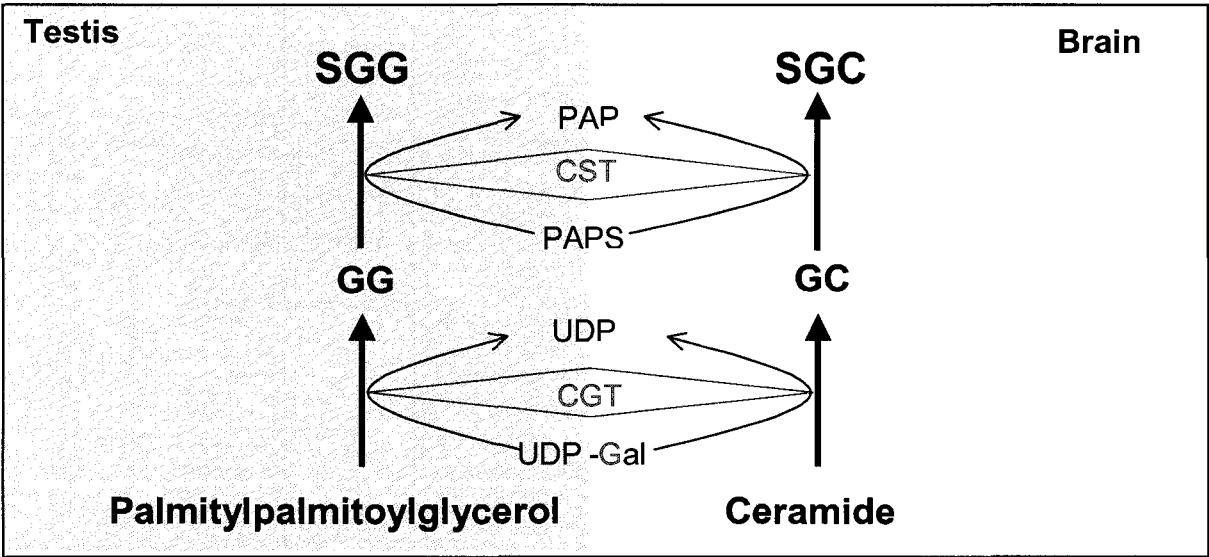 Testis
Brain
SGG
SGC
PAP
CST
PAPS
GG
GC
UDP
CGT
UDP -Gal
Palmitylpalmitoylglycerol
Ceramide